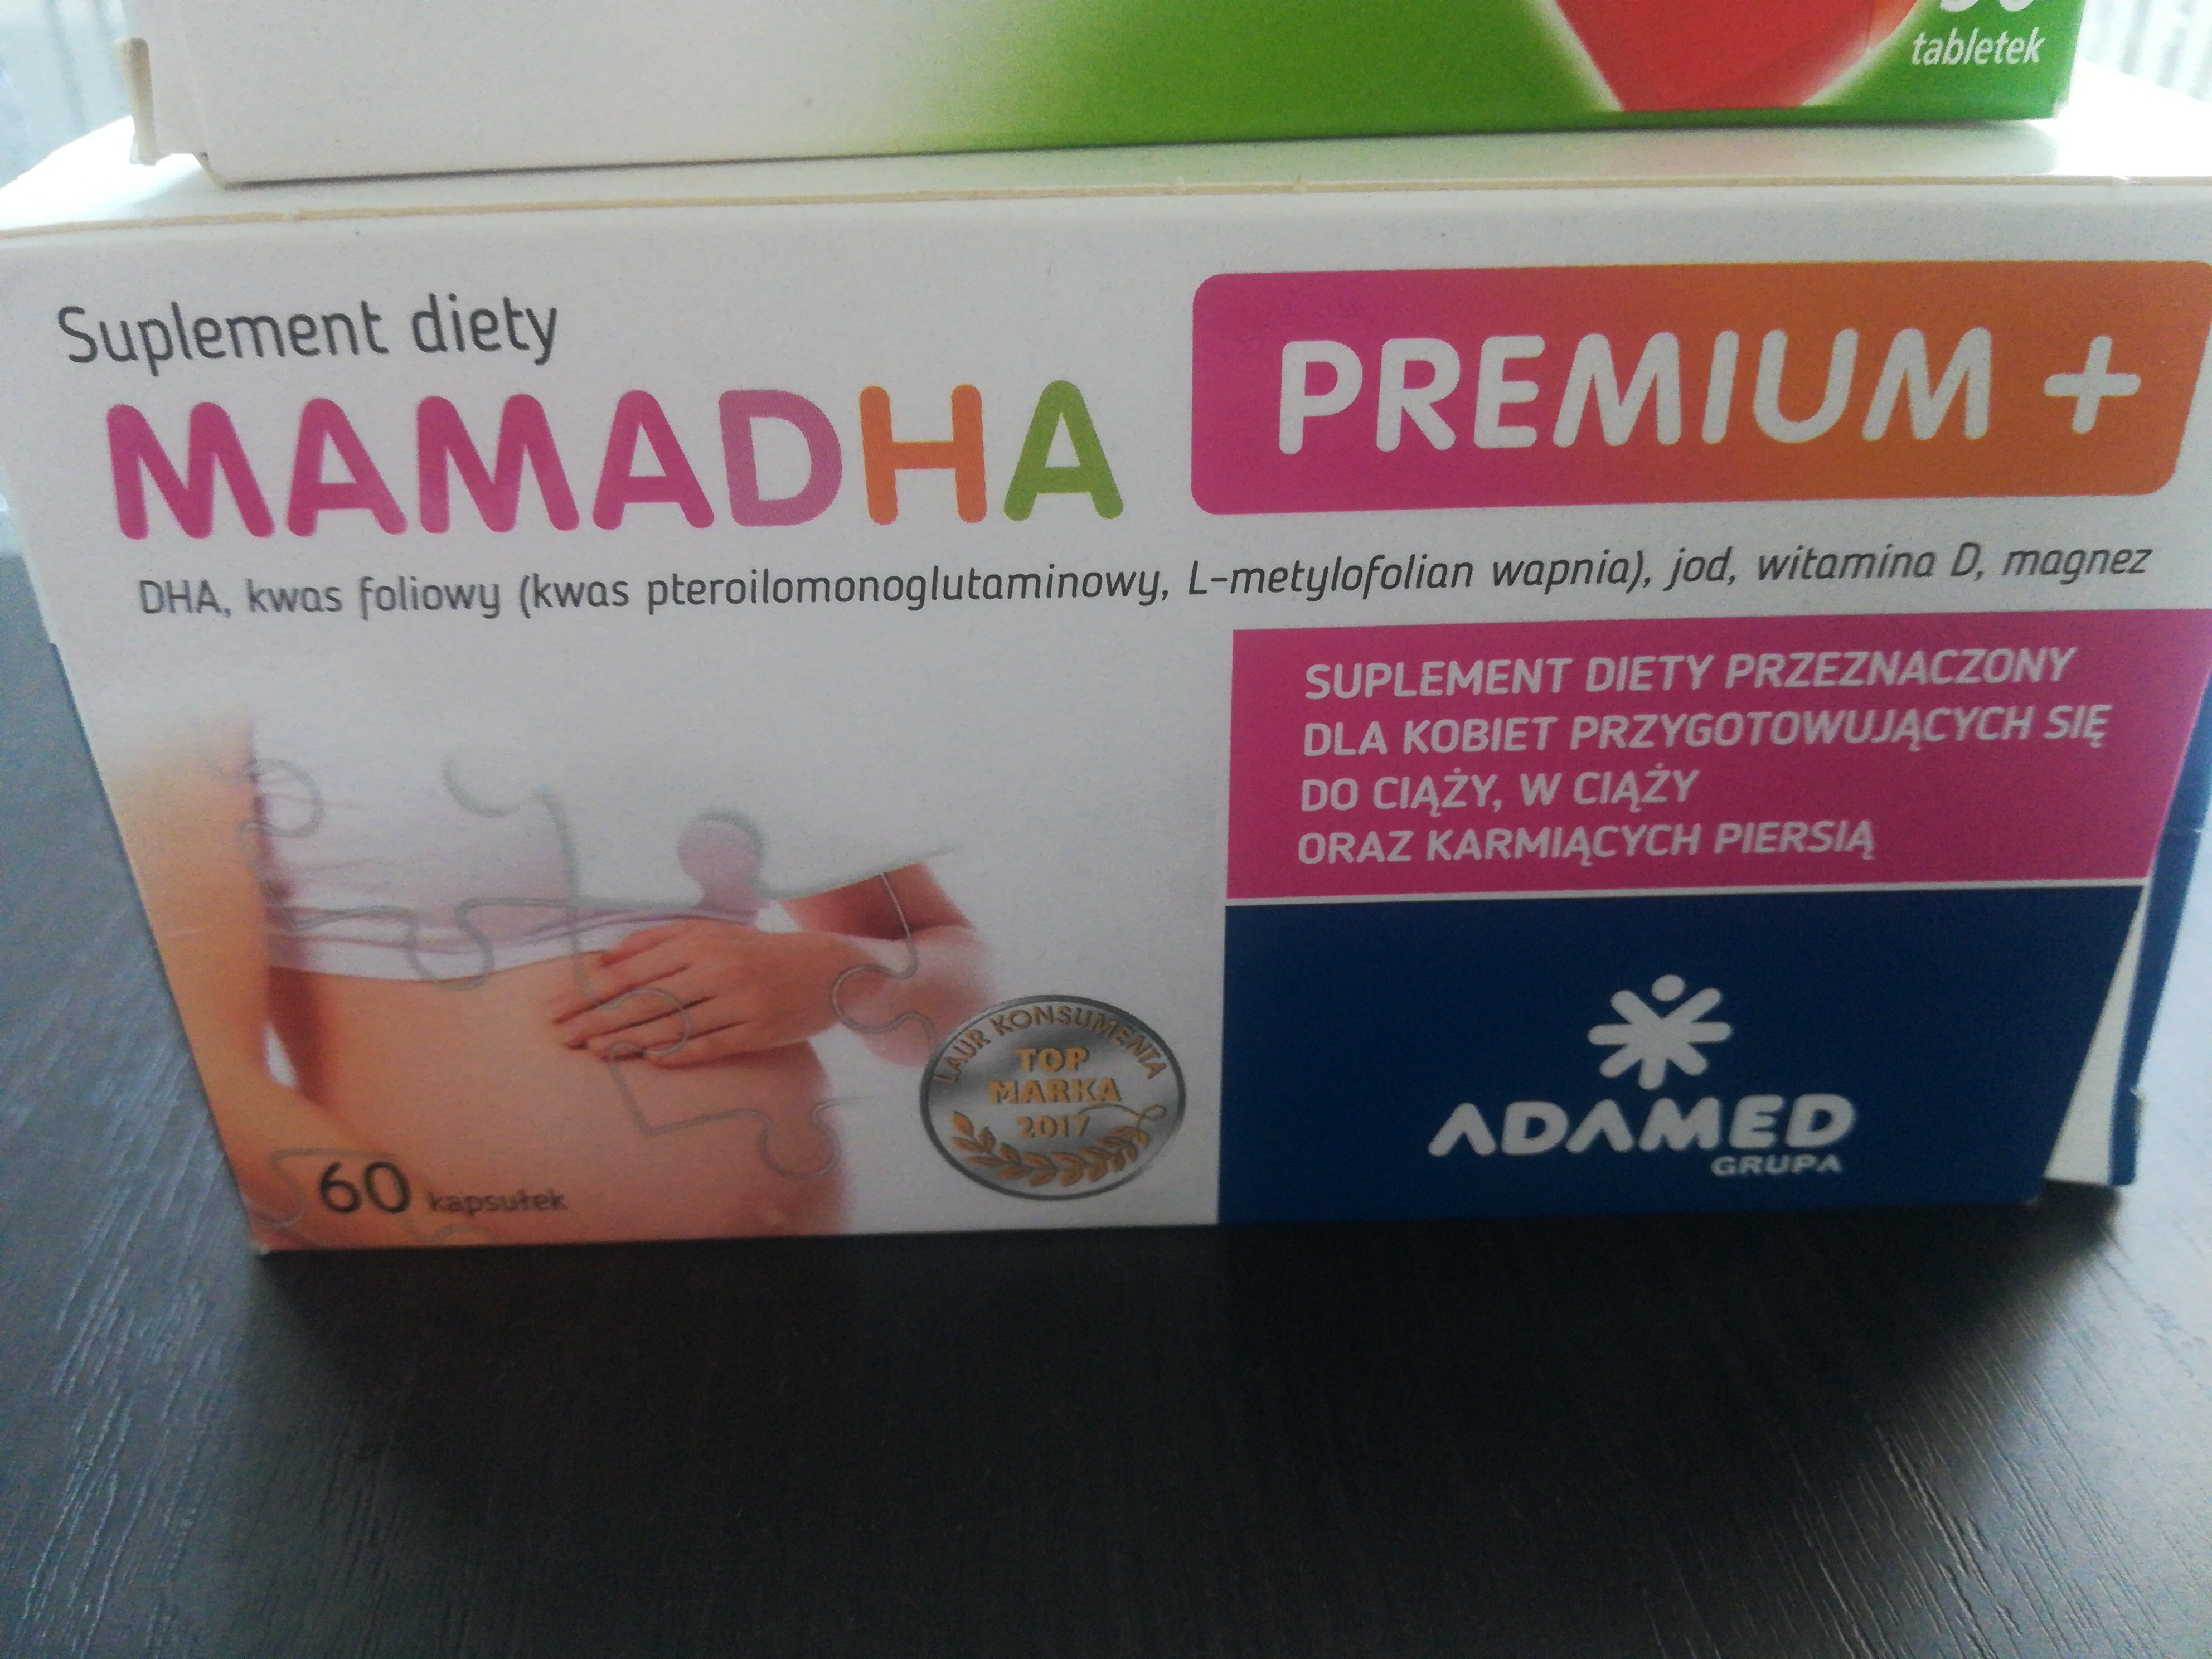 tabletek
Suplement diety
MAMADHA PREMIUM +
DHA, kwas foliowy (kwas pteroilomonoglutaminowy, L-metylofolian wapnia), jod, witamina D, magnez
SUPLEMENT DIETY PRZEZNACZONY
DLA KOBIET PRZYGOTOWUJĄCYCH SIĘ
DO CIĄŻY, W CIĄŻY
ORAZ KARMIĄCYCH PIERSIĄ
LAUR KONSUMENTA
TOP
MARKA
2017
ADAMED
GRUPA
60 kapsułek